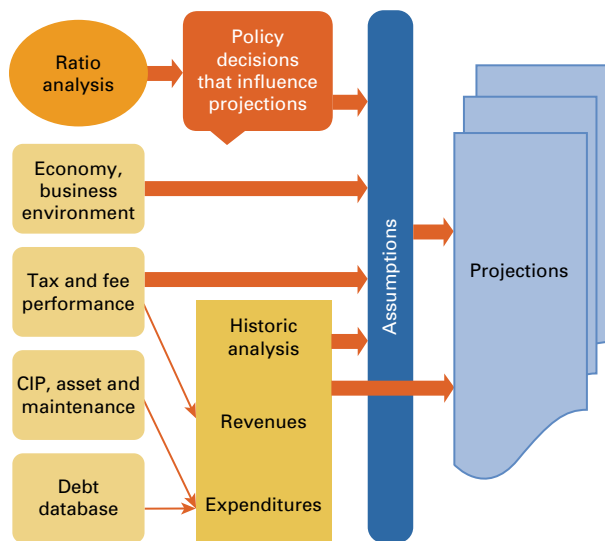 Ratio
analysis
Policy
decisions
that influence
projections
Economy,
business
environment
Tax and fee
performance
CIP, asset and
maintenance
Debt
database
Historic
analysis
Revenues
Expenditures
Assumptions
Projections